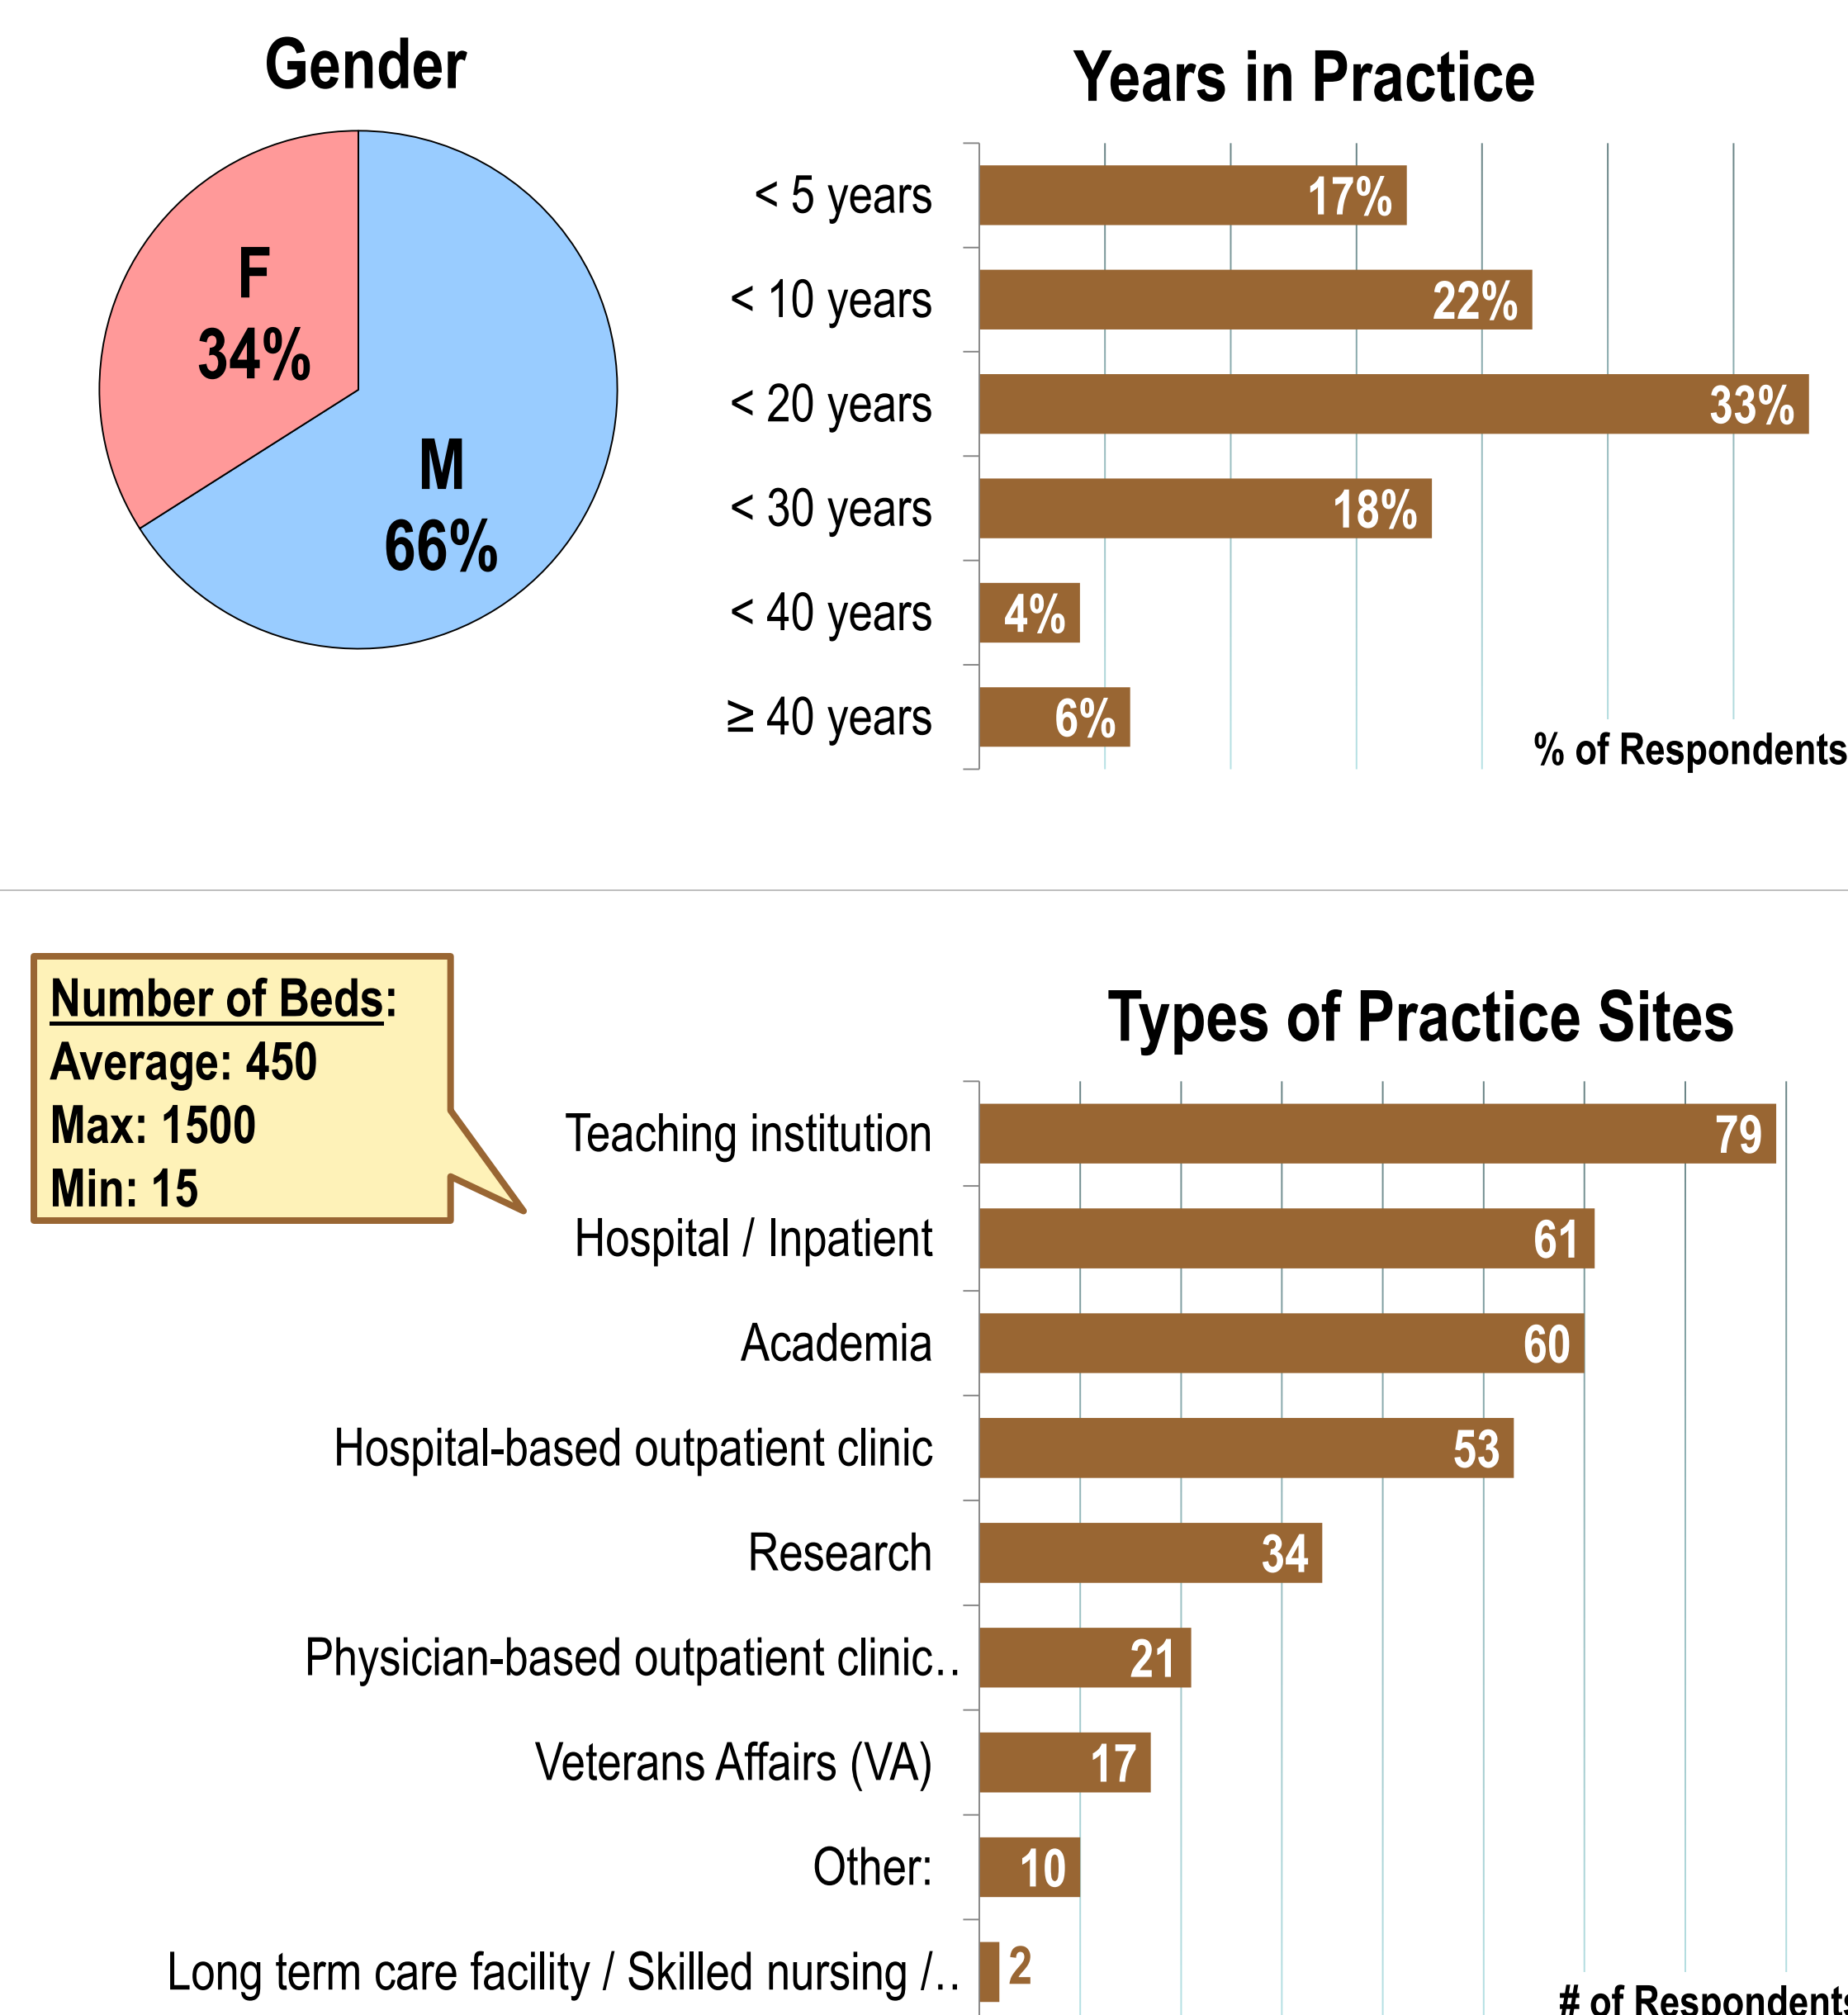 Gender
F
34%
M
66%
Years in Practice
< 5 years 17%
< 10 years 22%
< 20 years 33%
< 30 years 18%
< 40 years 4%
≥ 40 years 6%
% of Respondents
Number of Beds:
Average: 450
Max: 1500
Min: 15
Types of Practice Sites
Teaching institution 79
Hospital / Inpatient 61
Academia 60
Hospital-based outpatient clinic 53
Research 34
Physician-based outpatient clinic.. 21
Veterans Affairs (VA) 17
Other: 10
Long term care facility / Skilled nursing /.. 2
# of Respondents